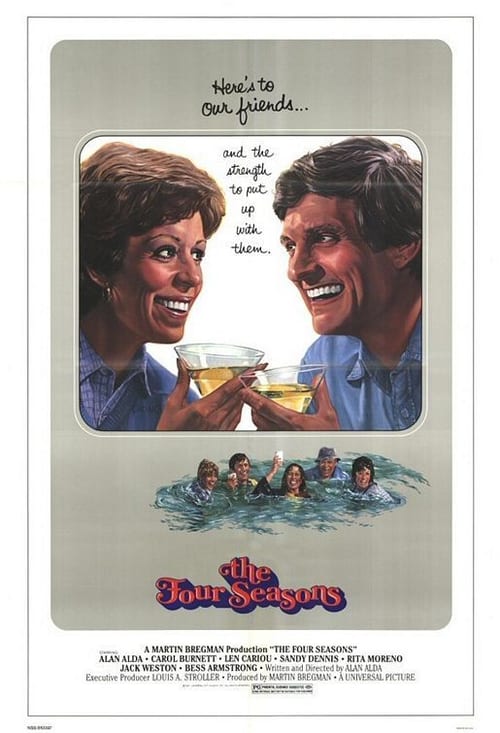 Here's to
our friends...
and the
strength
to put
up
with
them.
the
Four Seasons
A MARTIN BREGMAN Production "THE FOUR SEASONS"
STARRING ALAN ALDA • CAROL BURNETT • LEN CARIOU • SANDY DENNIS • RITA MORENO
JACK WESTON • BESS ARMSTRONG • Written and Directed by ALAN ALDA
Executive Producer LOUIS A. STROLLER • Produced by MARTIN BREGMAN • A UNIVERSAL PICTURE
PG